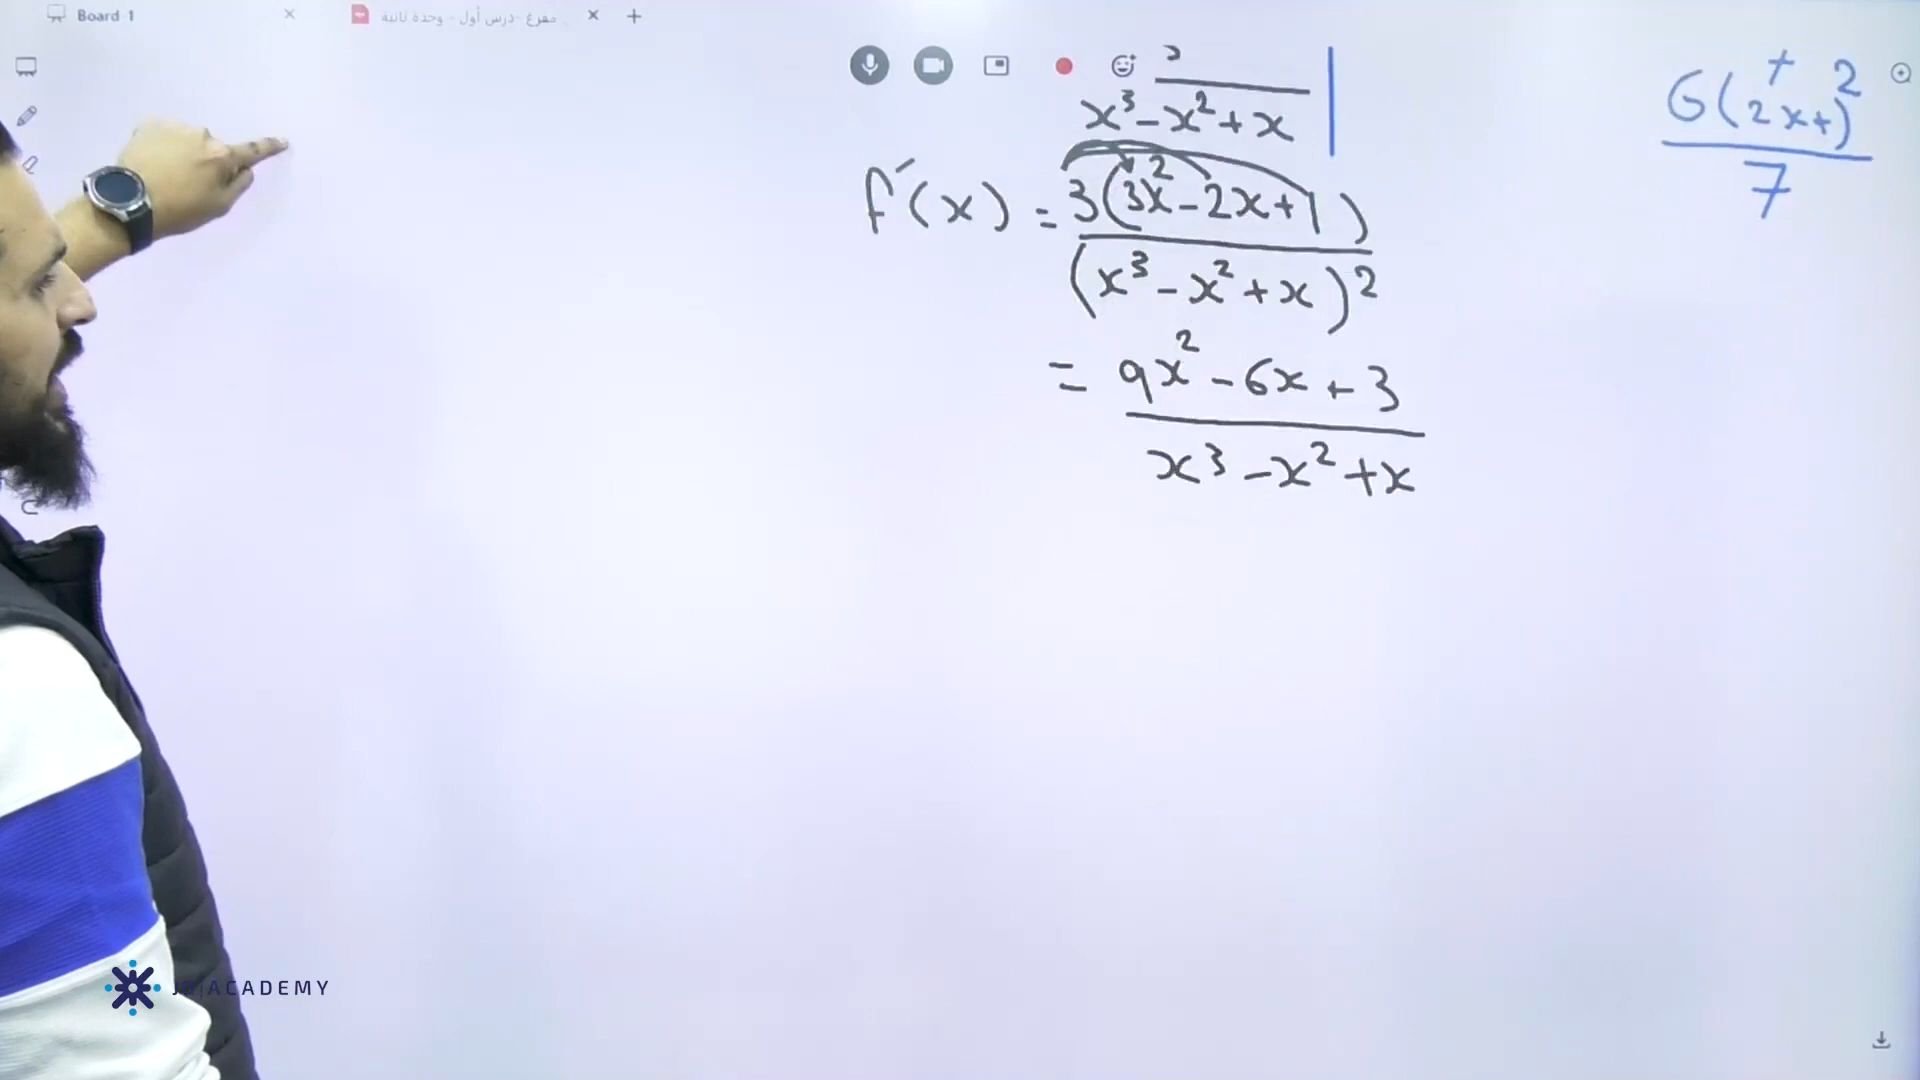 Board 1
مفرغ -درس أول - وحدة ثانية
x³ - x² + x
f′(x) = 3(3x² - 2x + 1)
(x³ - x² + x)²
= 9x² - 6x + 3
x³ - x² + x
6(2x+)²
7
ACADEMY